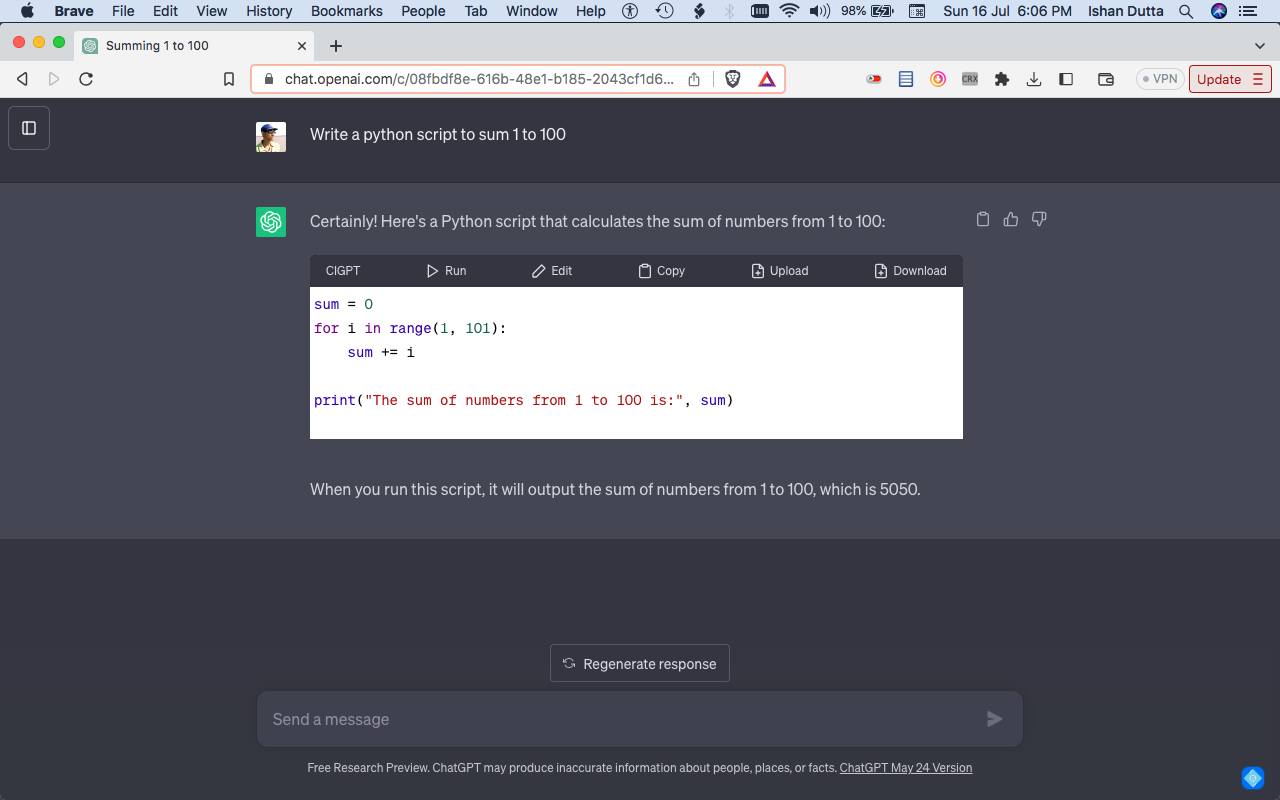 Brave File Edit View History Bookmarks People Tab Window Help 98% Sun 16 Jul 6:06 PM Ishan Dutta
Summing 1 to 100
chat.openai.com/c/08fbdf8e-616b-48e1-b185-2043cf1d6... CRX VPN Update
Write a python script to sum 1 to 100
Certainly! Here's a Python script that calculates the sum of numbers from 1 to 100:
CIGPT Run Edit Copy Upload Download
sum = 0
for i in range(1, 101):
    sum += i
print("The sum of numbers from 1 to 100 is:", sum)
When you run this script, it will output the sum of numbers from 1 to 100, which is 5050.
Regenerate response
Send a message
Free Research Preview. ChatGPT may produce inaccurate information about people, places, or facts. ChatGPT May 24 Version